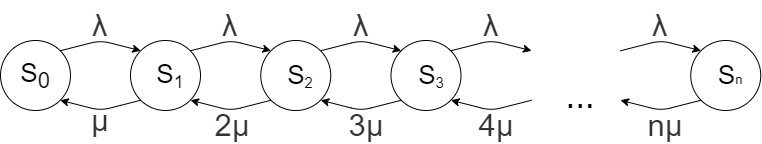 λ λ λ λ λ
S₀ S₁ S₂ S₃ ... Sₙ
μ 2μ 3μ 4μ nμ